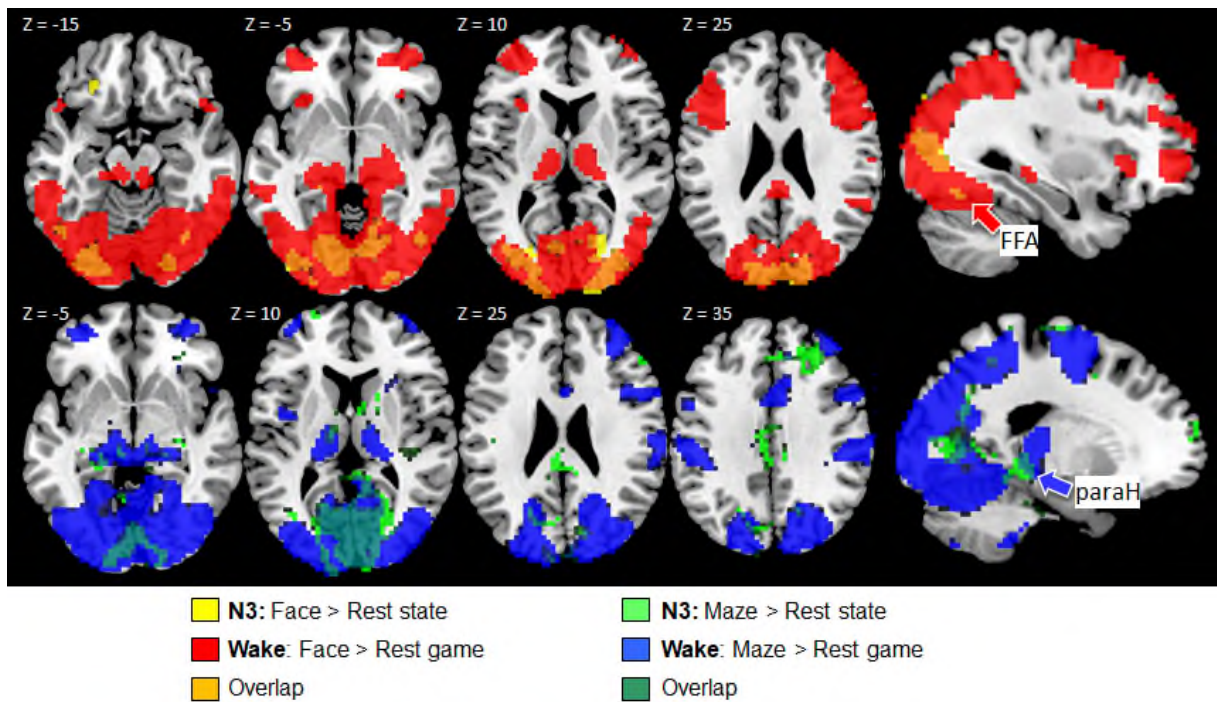 Z = -15
Z = -5
Z = 10
Z = 25
FFA
Z = -5
Z = 10
Z = 25
Z = 35
paraH
N3: Face > Rest state
N3: Maze > Rest state
Wake: Face > Rest game
Wake: Maze > Rest game
Overlap
Overlap